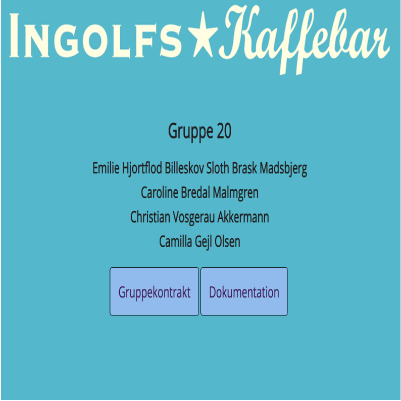 INGOLFS★Kaffebar
Gruppe 20
Emilie Hjortflod Billeskov Sloth Brask Madsbjerg
Caroline Bredal Malmgren
Christian Vosgerau Akkermann
Camilla Gejl Olsen
Gruppekontrakt Dokumentation